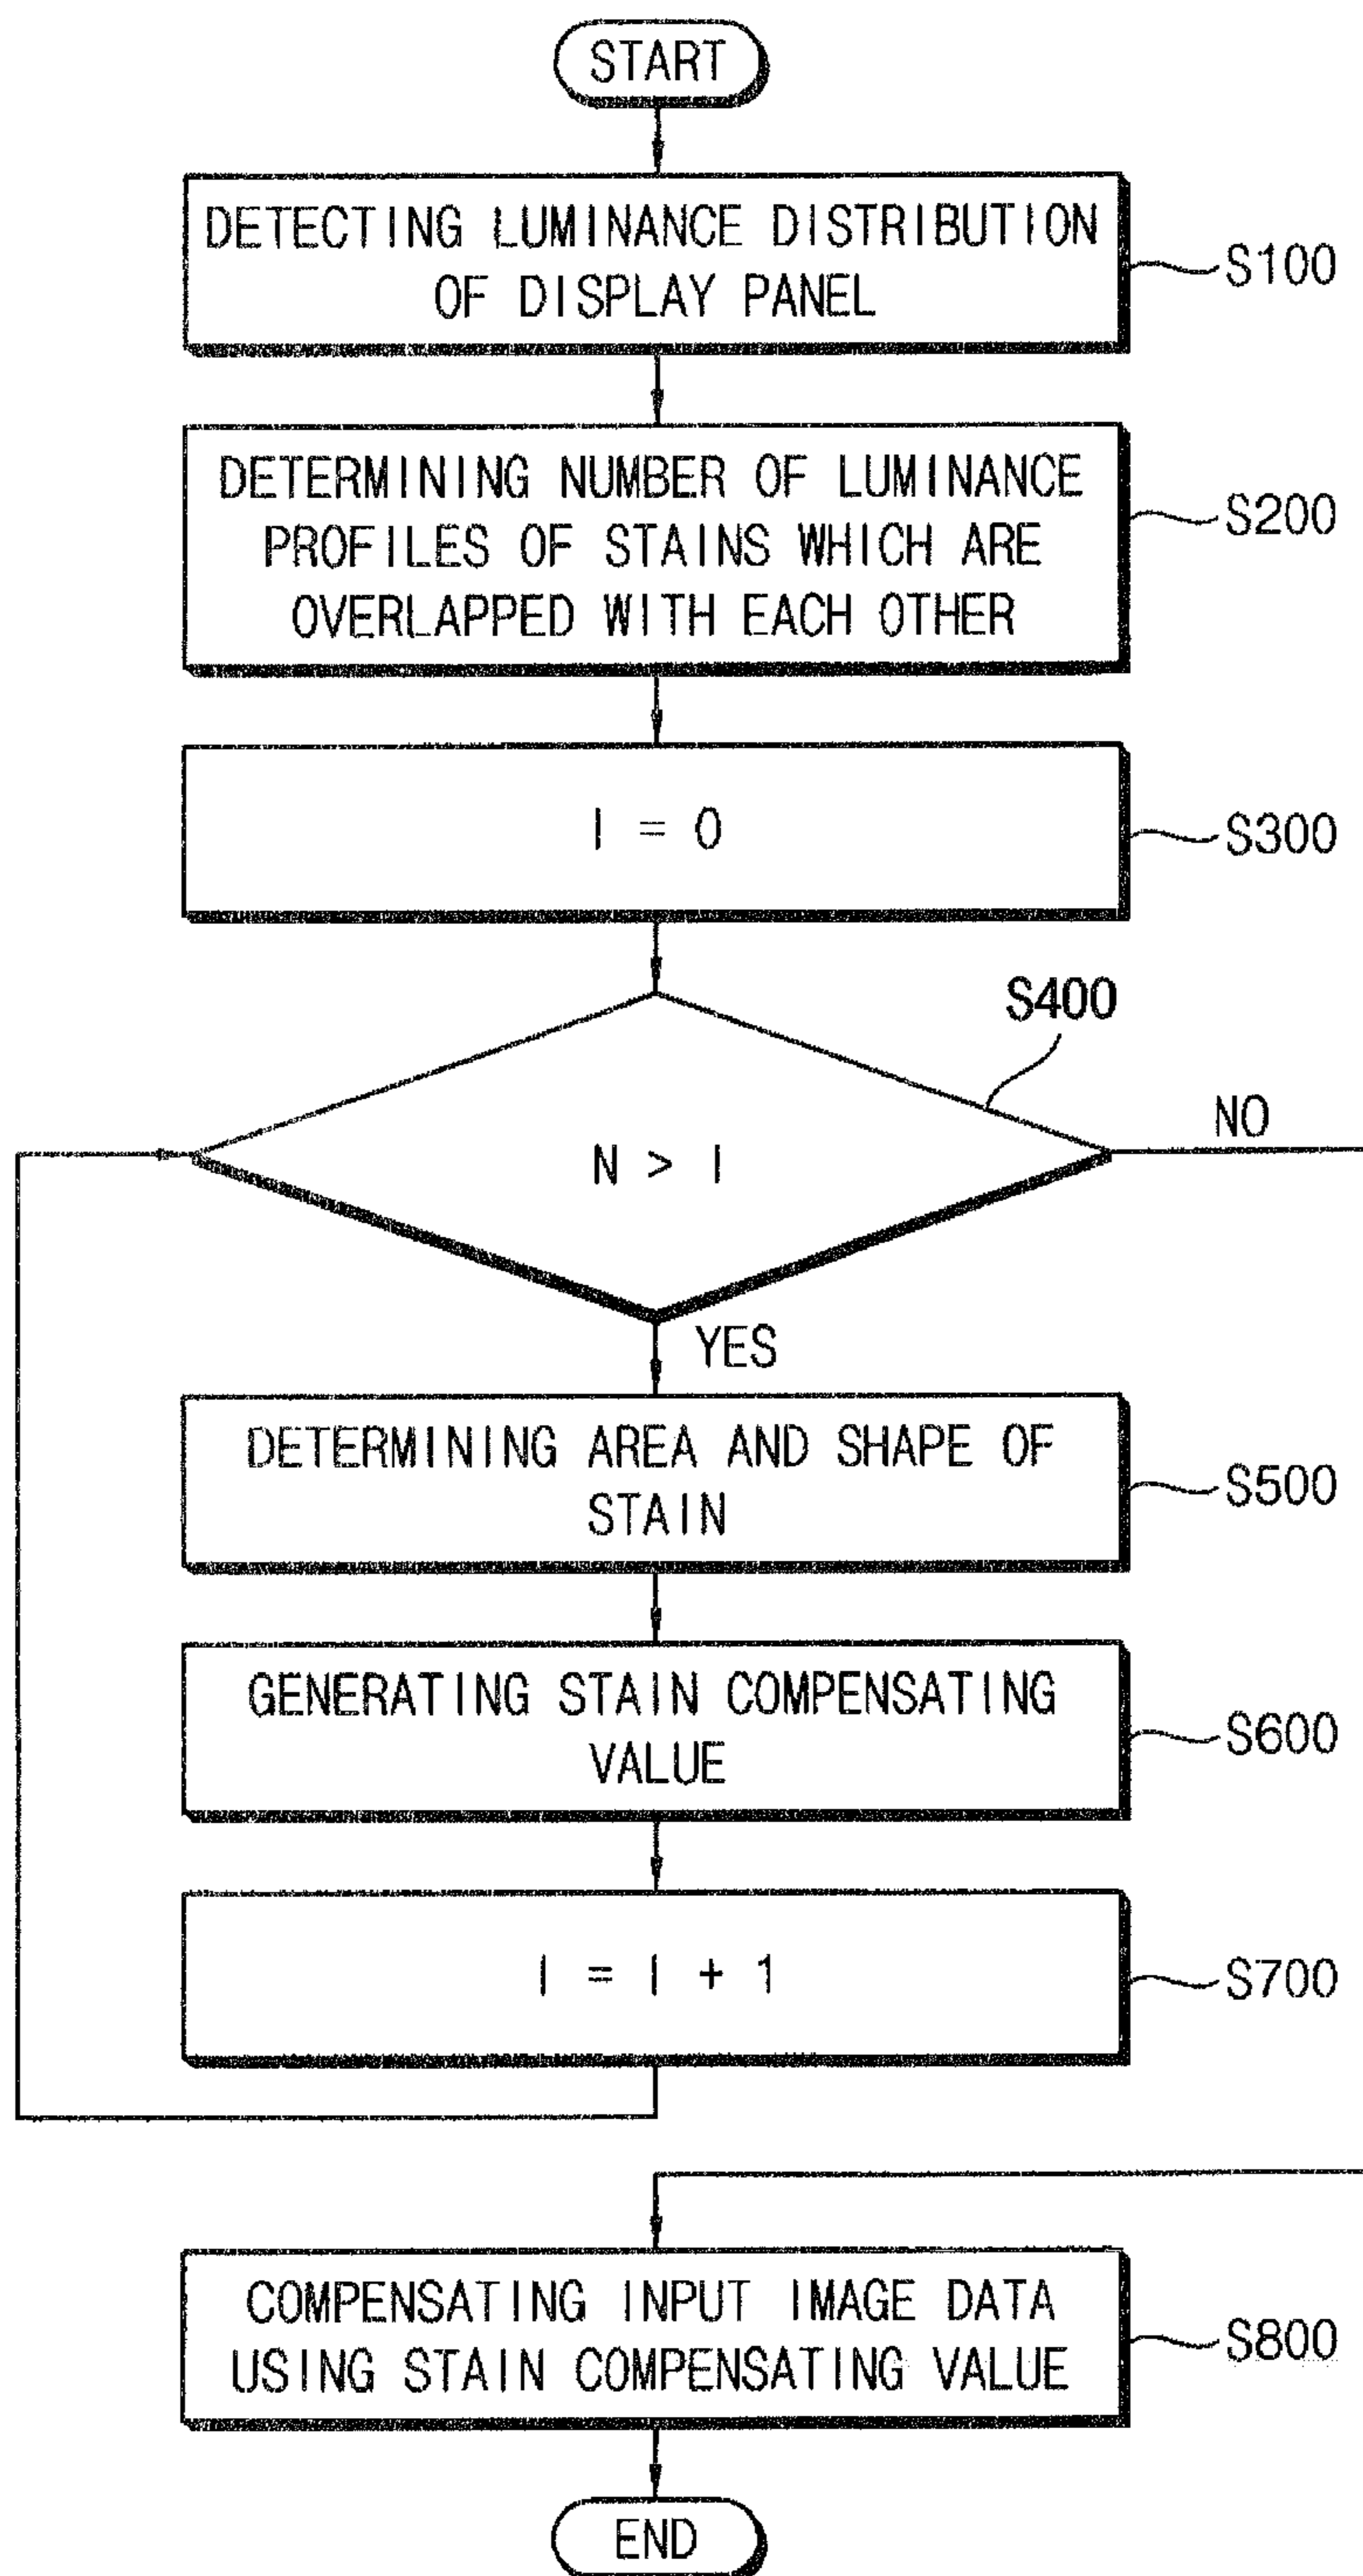 START
DETECTING LUMINANCE DISTRIBUTION
OF DISPLAY PANEL
S100
DETERMINING NUMBER OF LUMINANCE
PROFILES OF STAINS WHICH ARE
OVERLAPPED WITH EACH OTHER
S200
I = 0
S300
S400
N > I
NO
YES
DETERMINING AREA AND SHAPE OF
STAIN
S500
GENERATING STAIN COMPENSATING
VALUE
S600
I = I + 1
S700
COMPENSATING INPUT IMAGE DATA
USING STAIN COMPENSATING VALUE
S800
END